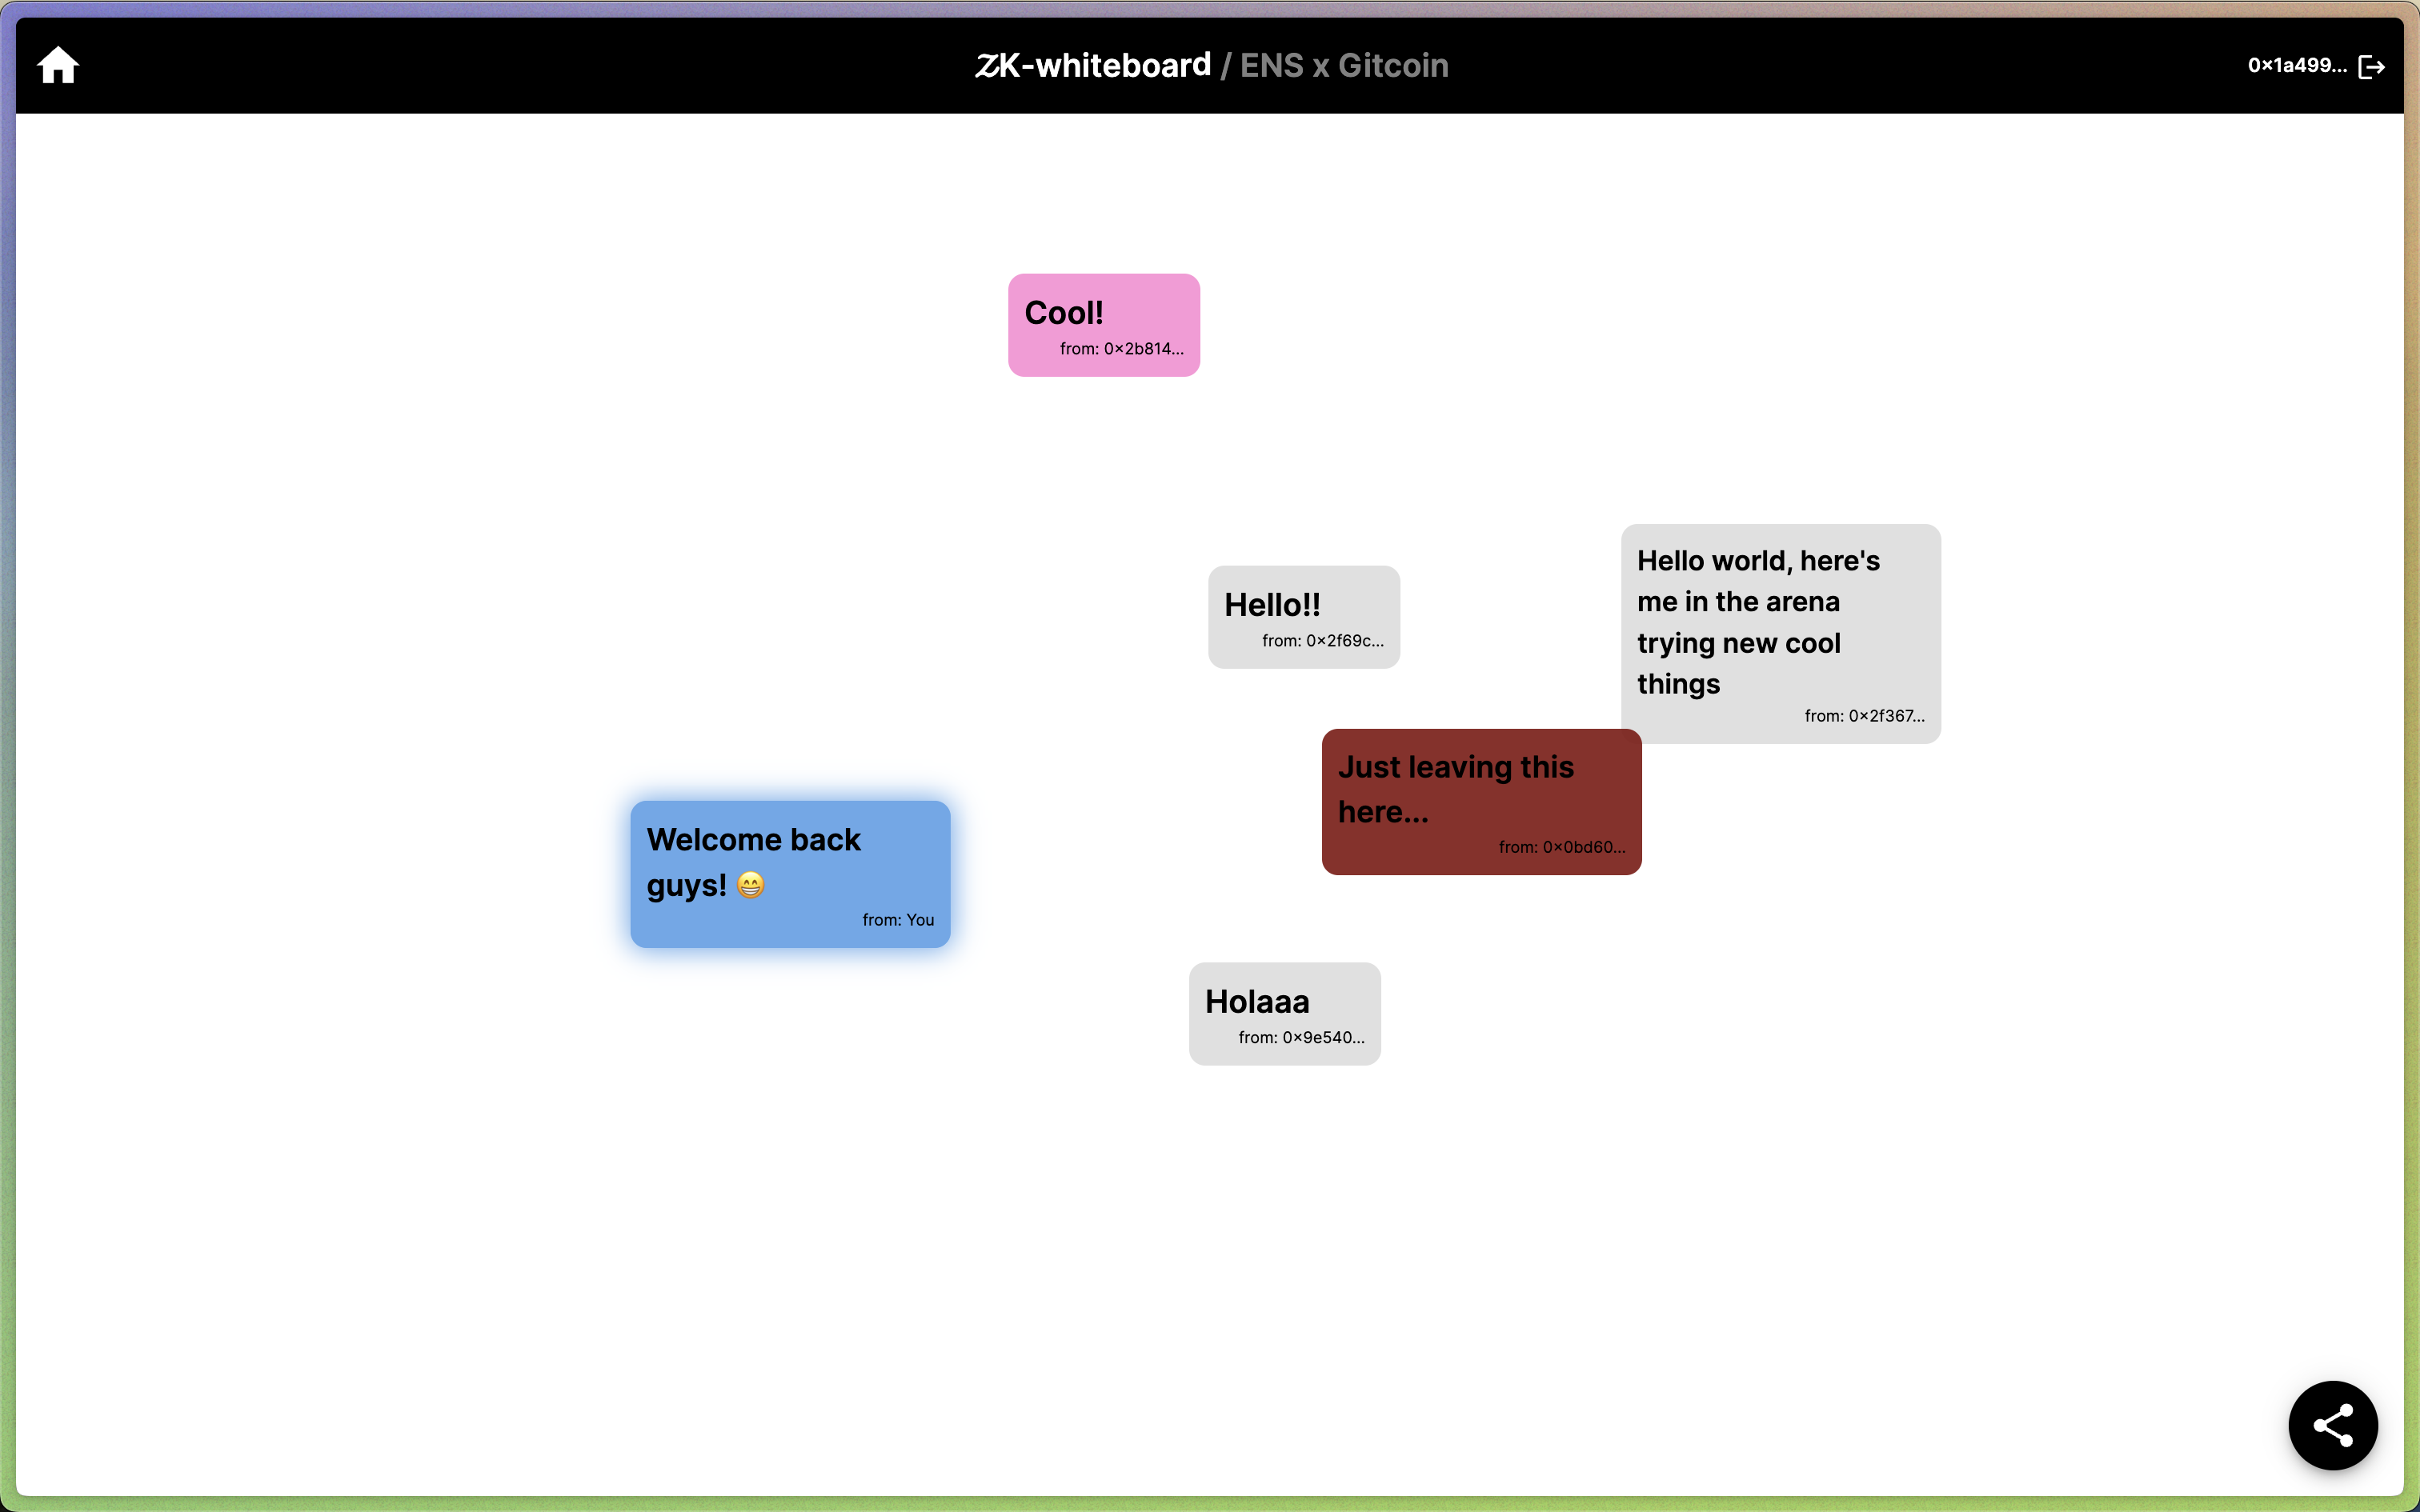 ZK-whiteboard / ENS x Gitcoin
0×1a499...
Cool!
from: 0×2b814...
Hello!!
from: 0×2f69c...
Hello world, here's
me in the arena
trying new cool
things
from: 0×2f367...
Just leaving this
here...
from: 0×0bd60...
Welcome back
guys! 😁
from: You
Holaaa
from: 0×9e540...